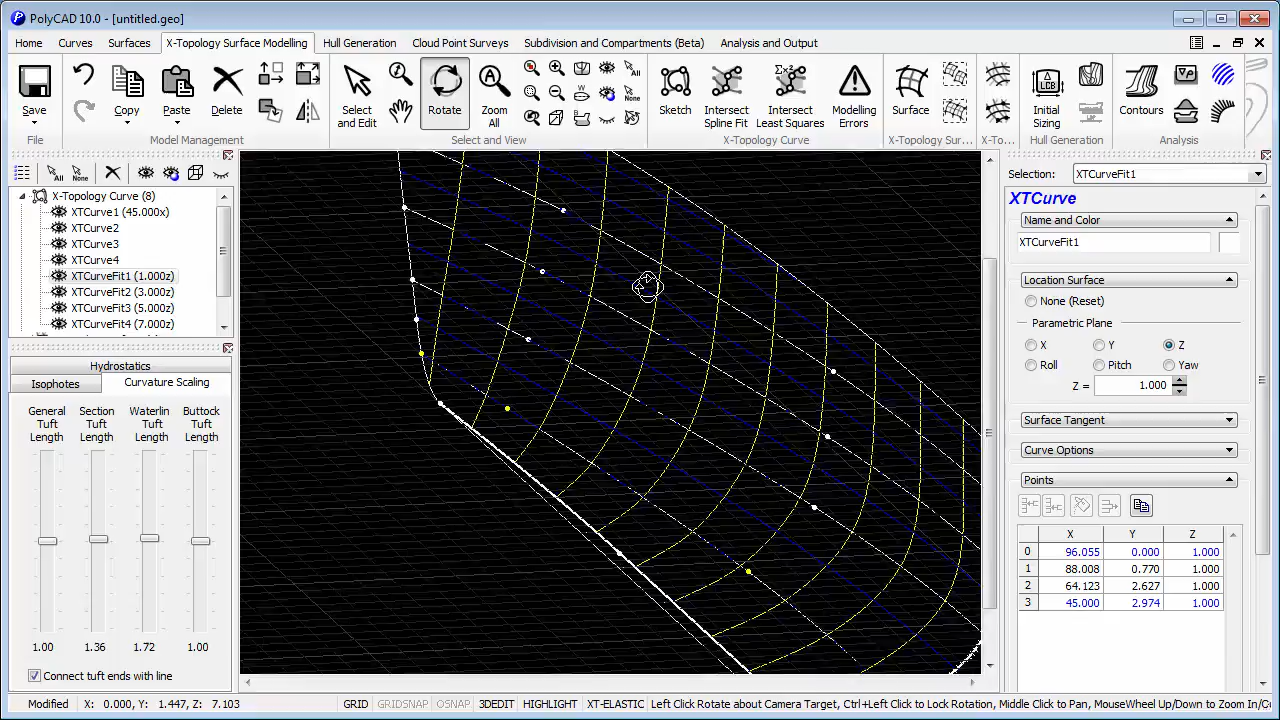 PolyCAD 10.0 - [untitled.geo]
Home Curves Surfaces X-Topology Surface Modelling Hull Generation Cloud Point Surveys Subdivision and Compartments (Beta) Analysis and Output
Save Copy Paste Delete Select and Edit Rotate Zoom All Sketch Intersect Spline Fit Intersect Least Squares Modelling Errors Surface Initial Sizing Contours
File Model Management Select and View X-Topology Curve X-Topology Sur... X-To... Hull Generation Analysis
All None
X-Topology Curve (8)
XTCurve1 (45.000x)
XTCurve2
XTCurve3
XTCurve4
XTCurveFit1 (1.000z)
XTCurveFit2 (3.000z)
XTCurveFit3 (5.000z)
XTCurveFit4 (7.000z)
Hydrostatics
Isophotes Curvature Scaling
General Tuft Length
Section Tuft Length
Waterlin Tuft Length
Buttock Tuft Length
1.00 1.36 1.72 1.00
Connect tuft ends with line
Selection: XTCurveFit1
XTCurve
Name and Color
XTCurveFit1
Location Surface
None (Reset)
Parametric Plane
X Y Z
Roll Pitch Yaw
Z = 1.000
Surface Tangent
Curve Options
Points
X Y Z
0 96.055 0.000 1.000
1 88.008 0.770 1.000
2 64.123 2.627 1.000
3 45.000 2.974 1.000
Modified X: 0.000, Y: 1.447, Z: 7.103 GRID GRIDSNAP OSNAP 3DEDIT HIGHLIGHT XT-ELASTIC Left Click Rotate about Camera Target, Ctrl+Left Click to Lock Rotation, Middle Click to Pan, MouseWheel Up/Down to Zoom In/